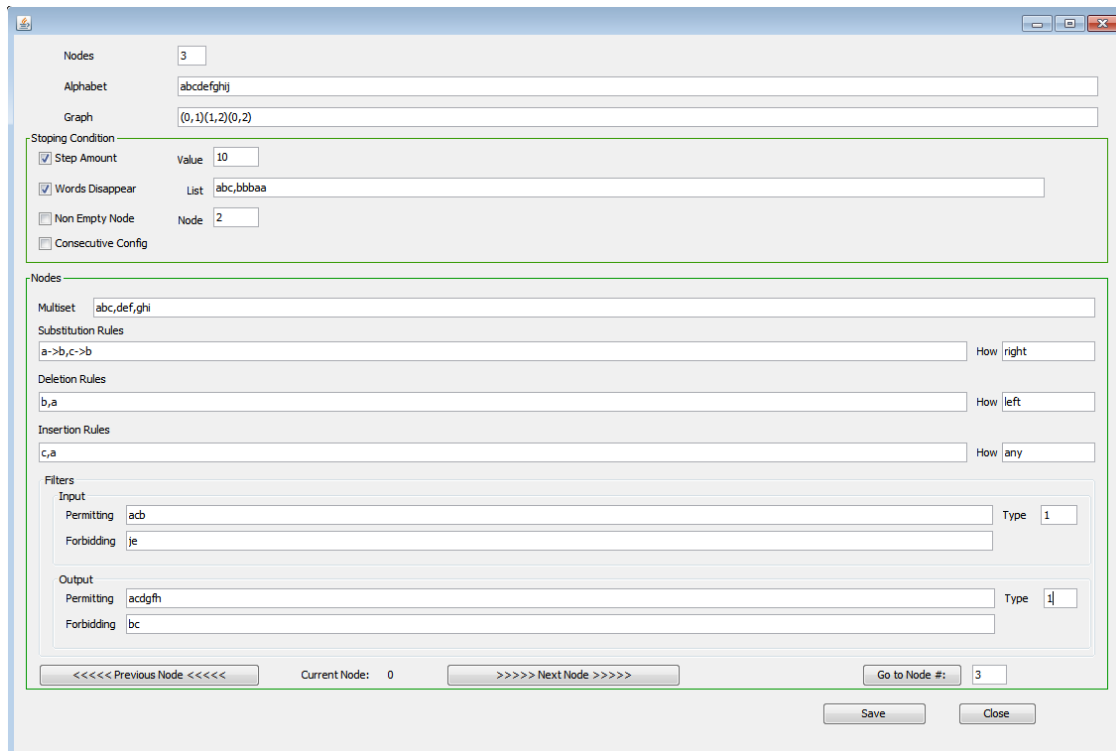 Nodes 3
Alphabet abcdefghij
Graph (0,1)(1,2)(0,2)
Stoping Condition
Step Amount Value 10
Words Disappear List abc,bbbaa
Non Empty Node Node 2
Consecutive Config
Nodes
Multiset abc,def,ghi
Substitution Rules
a->b,c->b How right
Deletion Rules
b,a How left
Insertion Rules
c,a How any
Filters
Input
Permitting acb Type 1
Forbidding je
Output
Permitting acdgfh Type 1
Forbidding bc
<<<<< Previous Node <<<<< Current Node: 0 >>>>> Next Node >>>>> Go to Node #: 3
Save Close